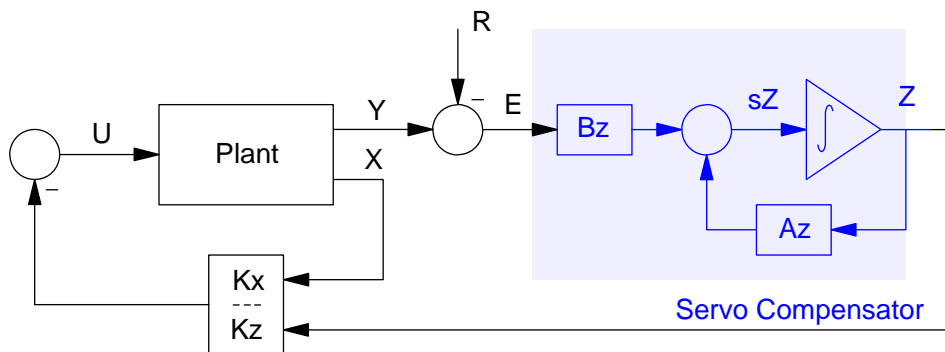 R
U
Plant
Y
X
E
Bz
sZ
Z
Az
Kx
Kz
Servo Compensator